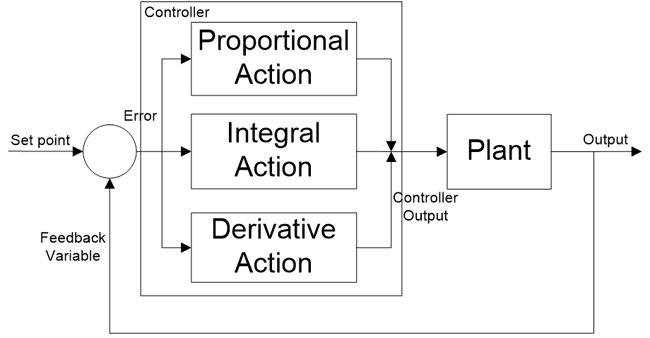 Controller
Proportional
Action
Error
Set point
Integral
Action
Plant
Output
Controller
Output
Derivative
Action
Feedback
Variable